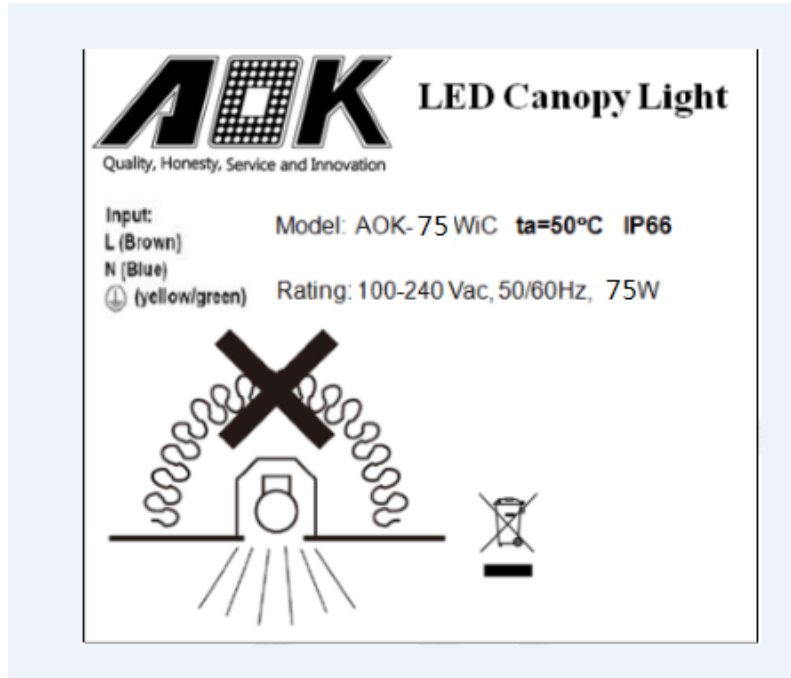 AOK
LED Canopy Light
Quality, Honesty, Service and Innovation
Input:
L (Brown)
N (Blue)
(yellow/green)
Model: AOK-75 WiC ta=50°C IP66
Rating: 100-240 Vac, 50/60Hz, 75W